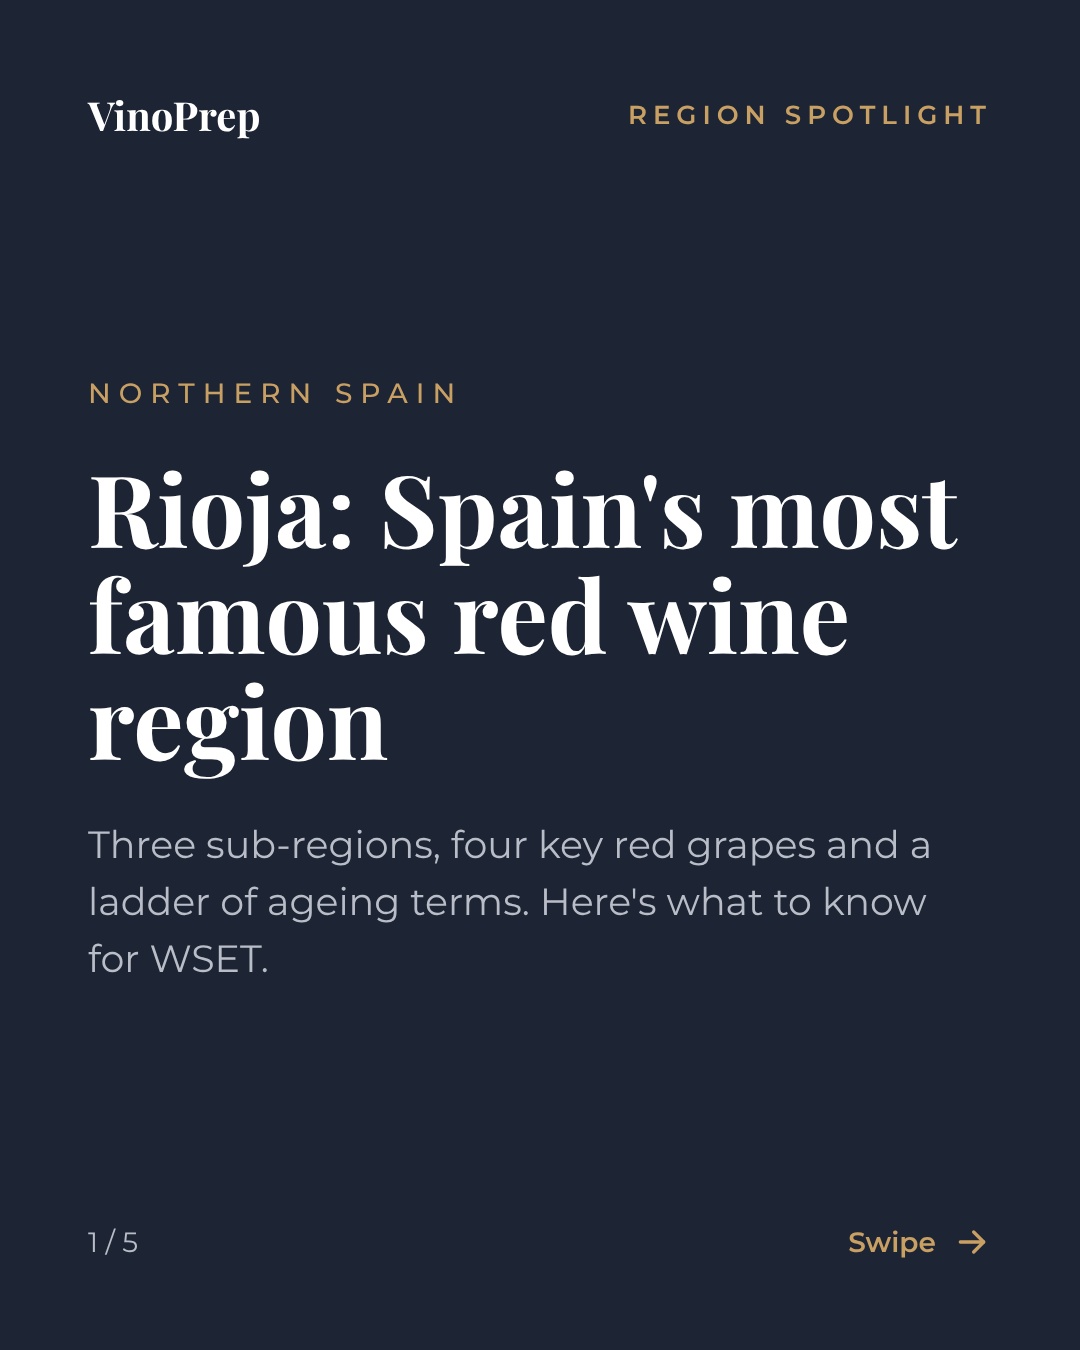 VinoPrep
REGION SPOTLIGHT
NORTHERN SPAIN
Rioja: Spain's most
famous red wine
region
Three sub-regions, four key red grapes and a
ladder of ageing terms. Here's what to know
for WSET.
1 / 5
Swipe →